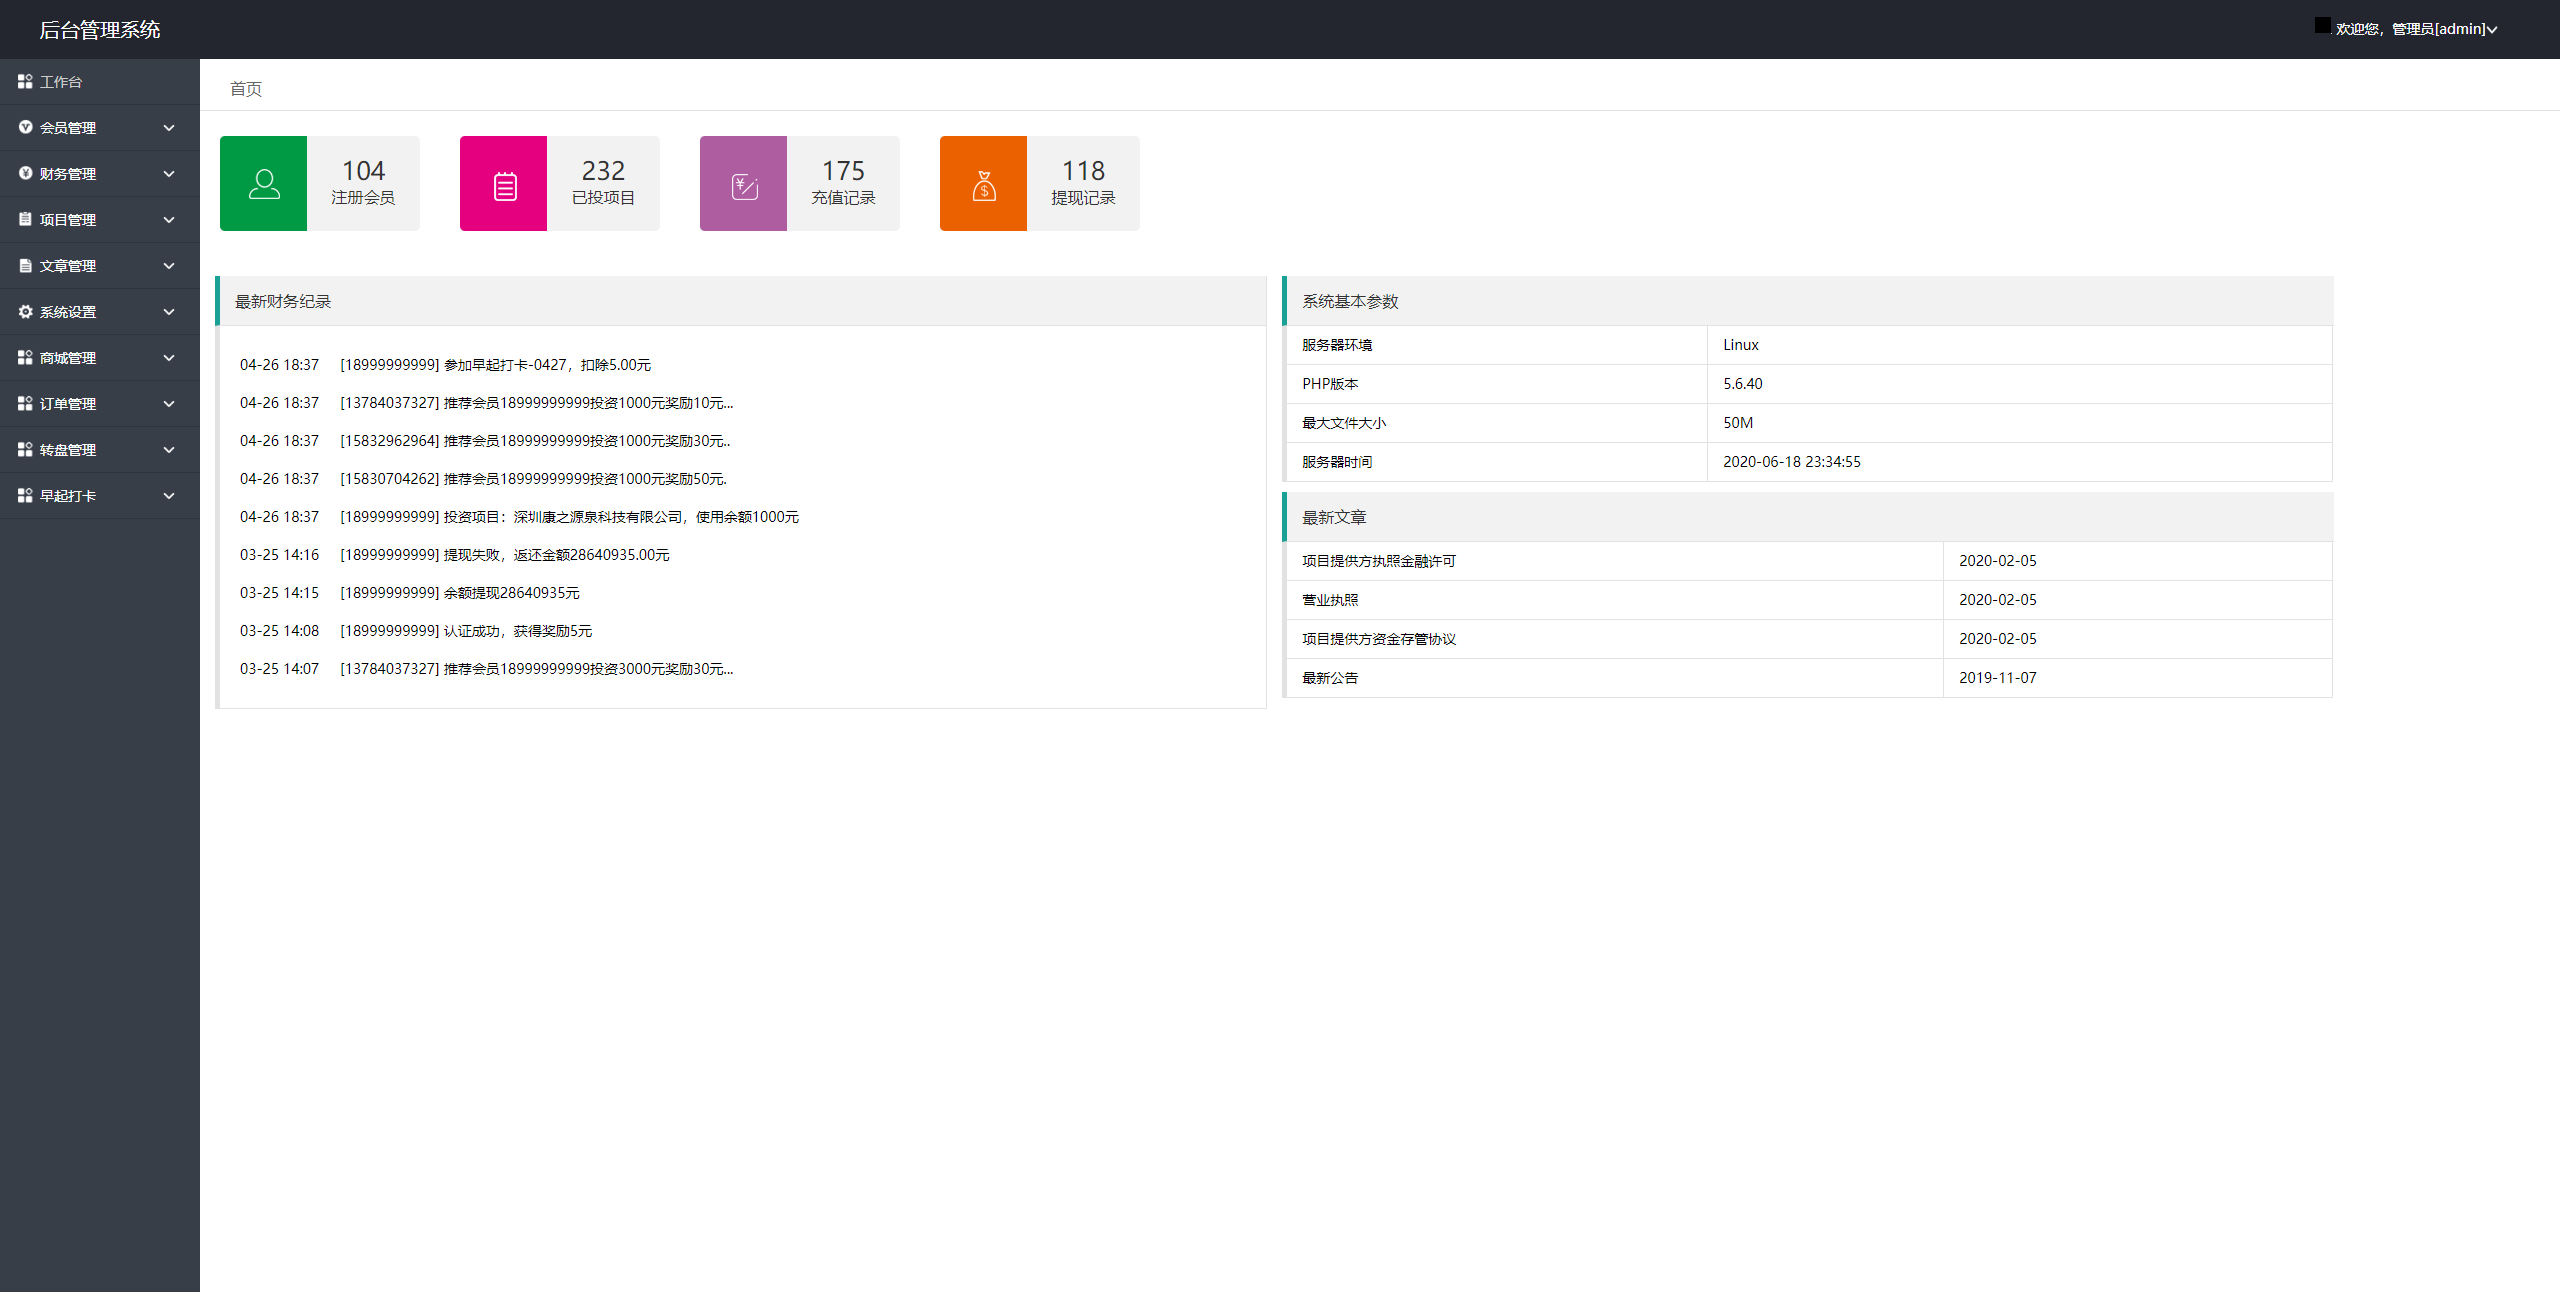 后台管理系统
欢迎您，管理员[admin]
工作台
会员管理
财务管理
项目管理
文章管理
系统设置
商城管理
订单管理
转盘管理
早起打卡
首页
104
注册会员
232
已投项目
175
充值记录
118
提现记录
最新财务纪录
04-26 18:37 [18999999999] 参加早起打卡-0427，扣除5.00元
04-26 18:37 [13784037327] 推荐会员18999999999投资1000元奖励10元...
04-26 18:37 [15832962964] 推荐会员18999999999投资1000元奖励30元..
04-26 18:37 [15830704262] 推荐会员18999999999投资1000元奖励50元.
04-26 18:37 [18999999999] 投资项目：深圳康之源泉科技有限公司，使用余额1000元
03-25 14:16 [18999999999] 提现失败，返还金额28640935.00元
03-25 14:15 [18999999999] 余额提现28640935元
03-25 14:08 [18999999999] 认证成功，获得奖励5元
03-25 14:07 [13784037327] 推荐会员18999999999投资3000元奖励30元...
系统基本参数
服务器环境 Linux
PHP版本 5.6.40
最大文件大小 50M
服务器时间 2020-06-18 23:34:55
最新文章
项目提供方执照金融许可 2020-02-05
营业执照 2020-02-05
项目提供方资金存管协议 2020-02-05
最新公告 2019-11-07